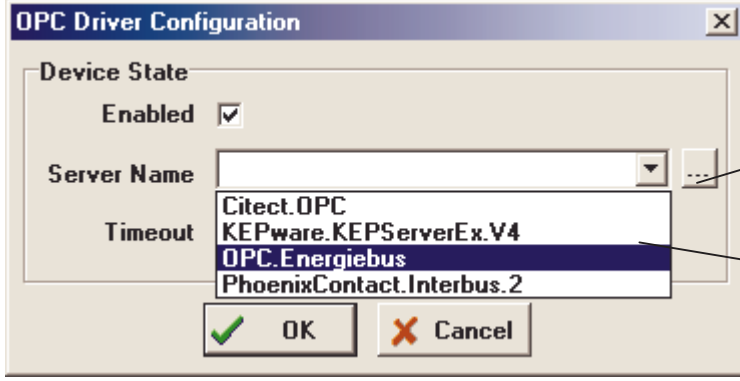 OPC Driver Configuration
Device State
Enabled
Server Name
...
Citect.OPC
Timeout
KEPware.KEPServerEx.V4
OPC.Energiebus
PhoenixContact.Interbus.2
OK
Cancel